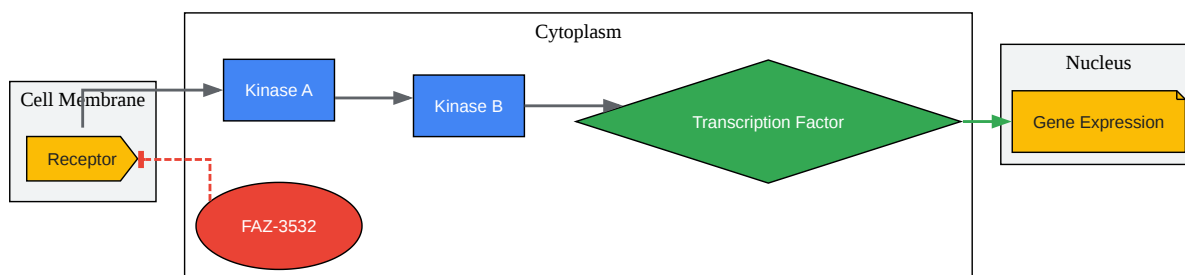 Cell Membrane
Receptor
Cytoplasm
Kinase A
Kinase B
Transcription Factor
FAZ-3532
Nucleus
Gene Expression